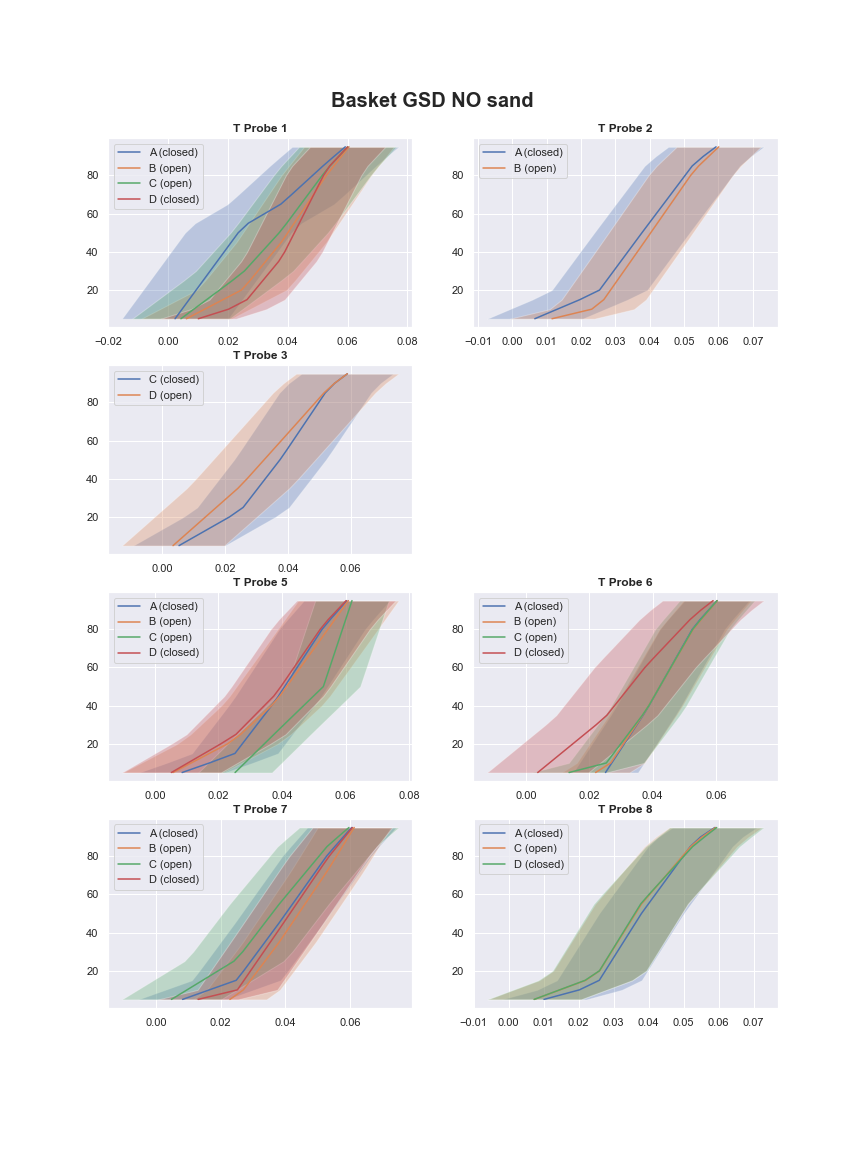 Basket GSD NO sand
T Probe 1
A (closed)
B (open)
C (open)
D (closed)
80
60
40
20
−0.02 0.00 0.02 0.04 0.06 0.08
T Probe 2
A (closed)
B (open)
80
60
40
20
−0.01 0.00 0.01 0.02 0.03 0.04 0.05 0.06 0.07
T Probe 3
C (closed)
D (open)
80
60
40
20
0.00 0.02 0.04 0.06
T Probe 5
A (closed)
B (open)
C (open)
D (closed)
80
60
40
20
0.00 0.02 0.04 0.06 0.08
T Probe 6
A (closed)
B (open)
C (open)
D (closed)
80
60
40
20
0.00 0.02 0.04 0.06
T Probe 7
A (closed)
B (open)
C (open)
D (closed)
80
60
40
20
0.00 0.02 0.04 0.06
T Probe 8
A (closed)
C (open)
D (closed)
80
60
40
20
−0.01 0.00 0.01 0.02 0.03 0.04 0.05 0.06 0.07